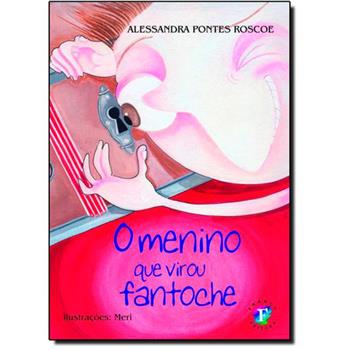 ALESSANDRA PONTES ROSCOE
O menino
que virou
fantoche
Ilustrações: Meri
F